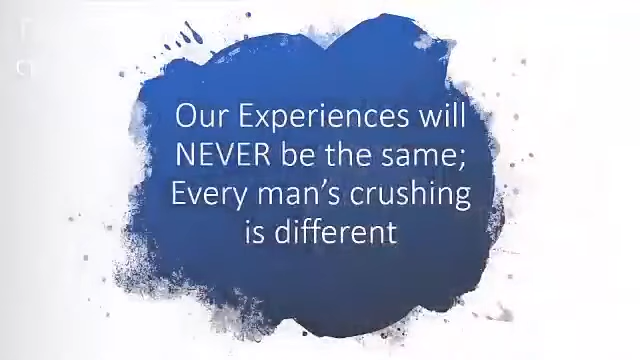 Our Experiences will
NEVER be the same;
Every man's crushing
is different